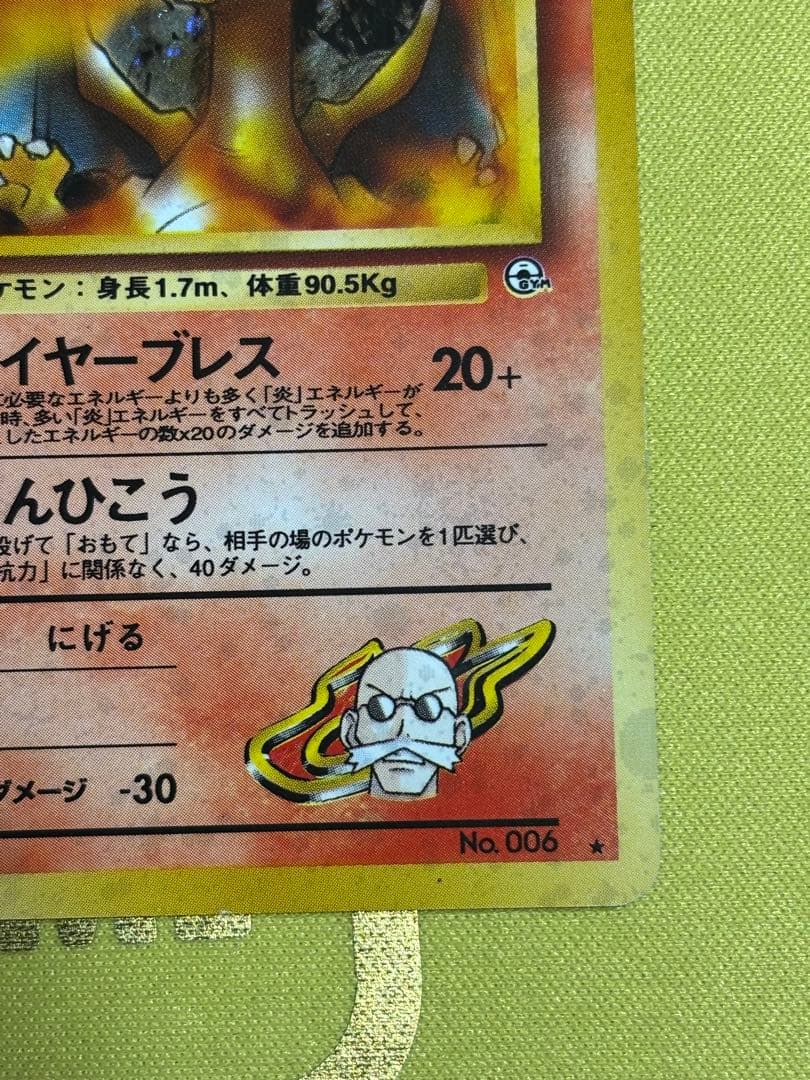 ケモン：身長1.7m、体重90.5Kg
GYM
イヤーブレス 20+
必要なエネルギーよりも多く「炎」エネルギーが
時、多い「炎」エネルギーをすべてトラッシュして、
したエネルギーの数x20のダメージを追加する。
んひこう
投げて「おもて」なら、相手の場のポケモンを1匹選び、
抗力」に関係なく、40ダメージ。
にげる
ダメージ -30
No. 006 ★